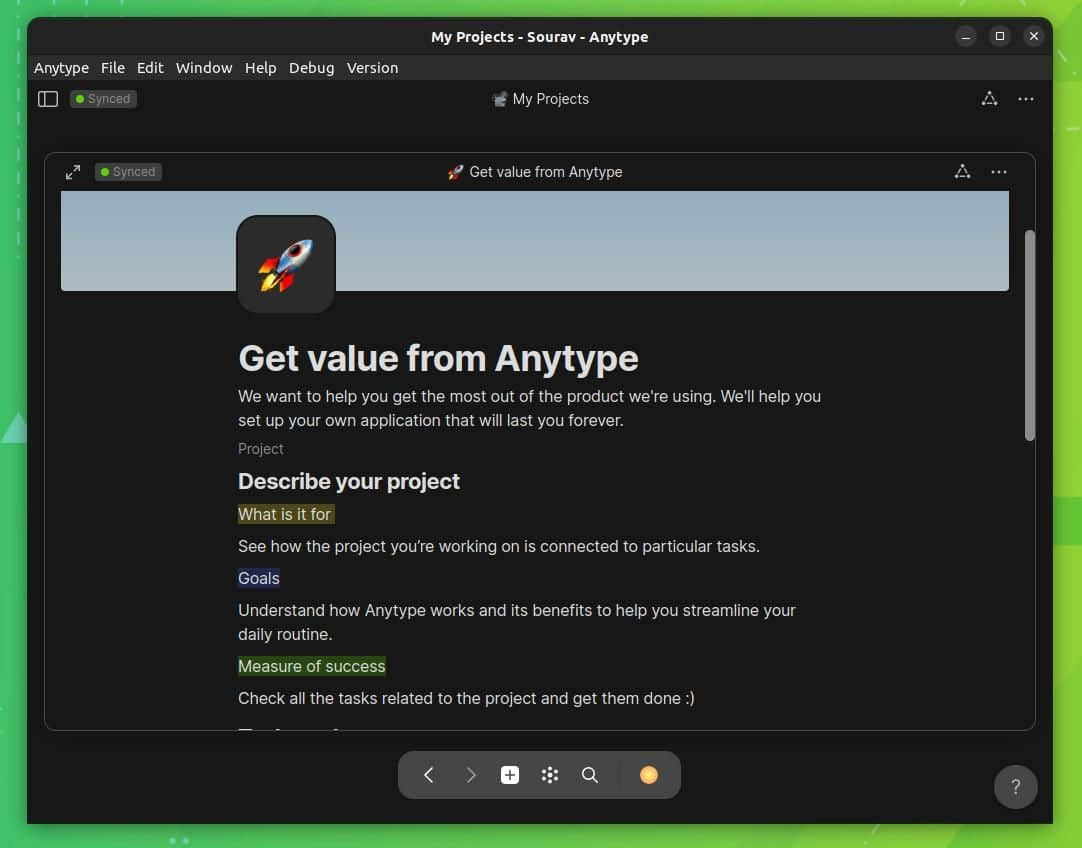 My Projects - Sourav - Anytype
Anytype File Edit Window Help Debug Version
Synced My Projects
Synced Get value from Anytype
Get value from Anytype
We want to help you get the most out of the product we're using. We'll help you
set up your own application that will last you forever.
Project
Describe your project
What is it for
See how the project you're working on is connected to particular tasks.
Goals
Understand how Anytype works and its benefits to help you streamline your
daily routine.
Measure of success
Check all the tasks related to the project and get them done :)
?